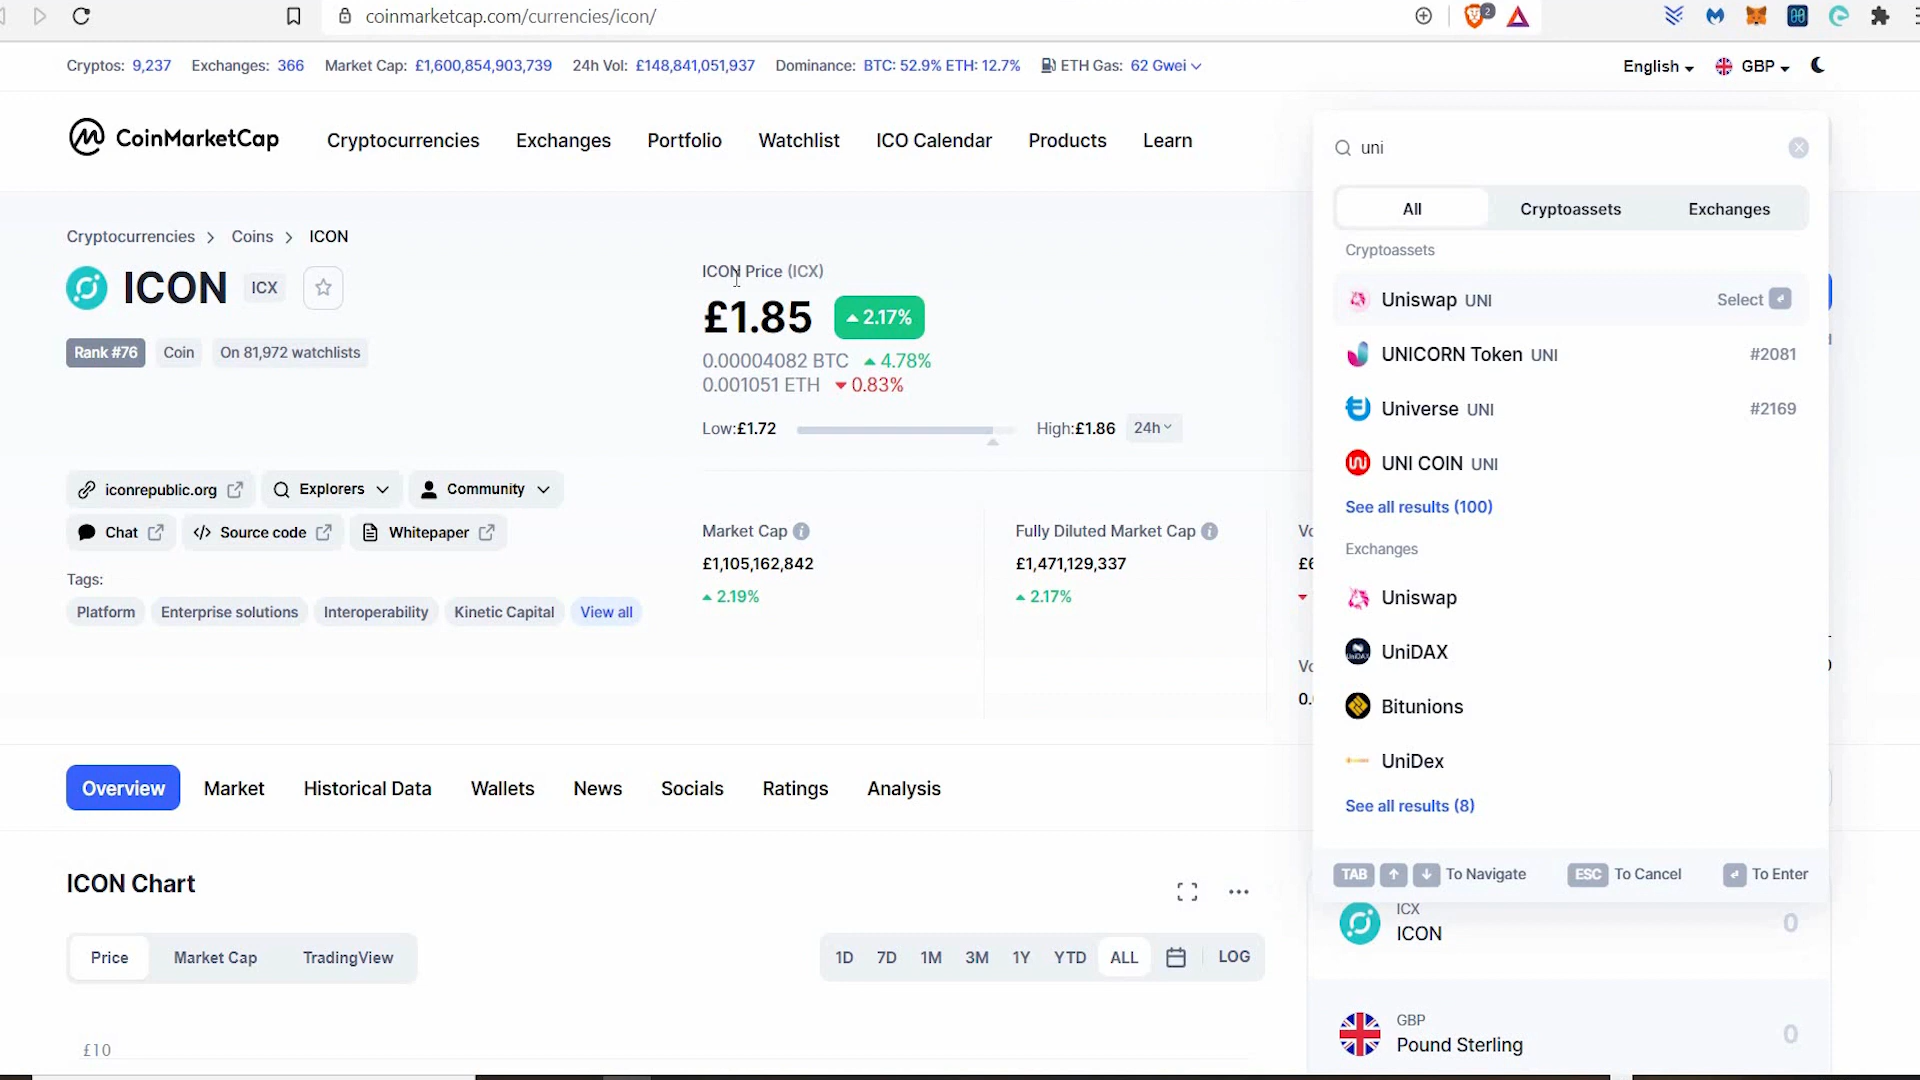 coinmarketcap.com/currencies/icon/
2
Cryptos: 9,237 Exchanges: 366 Market Cap: £1,600,854,903,739 24h Vol: £148,841,051,937 Dominance: BTC: 52.9% ETH: 12.7% ETH Gas: 62 Gwei
English GBP
CoinMarketCap Cryptocurrencies Exchanges Portfolio Watchlist ICO Calendar Products Learn
Cryptocurrencies > Coins > ICON
ICON ICX
Rank #76 Coin On 81,972 watchlists
iconrepublic.org Explorers Community
Chat Source code Whitepaper
Tags:
Platform Enterprise solutions Interoperability Kinetic Capital View all
ICON Price (ICX)
£1.85 2.17%
0.00004082 BTC 4.78%
0.001051 ETH 0.83%
Low:£1.72 High:£1.86 24h
Market Cap
£1,105,162,842
2.19%
Fully Diluted Market Cap
£1,471,129,337
2.17%
uni
All Cryptoassets Exchanges
Cryptoassets
Uniswap UNI Select
UNICORN Token UNI #2081
Universe UNI #2169
UNI COIN UNI
See all results (100)
Exchanges
Uniswap
UniDAX
Bitunions
UniDex
See all results (8)
TAB To Navigate ESC To Cancel To Enter
Overview Market Historical Data Wallets News Socials Ratings Analysis
ICON Chart
Price Market Cap TradingView
1D 7D 1M 3M 1Y YTD ALL LOG
£10
ICX
ICON 0
GBP
Pound Sterling 0